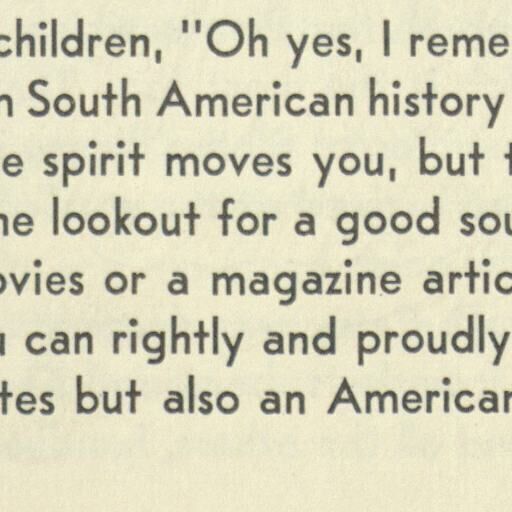 children, "Oh yes, I reme
n South American history
e spirit moves you, but t
he lookout for a good sou
ovies or a magazine artic
u can rightly and proudly
tes but also an American